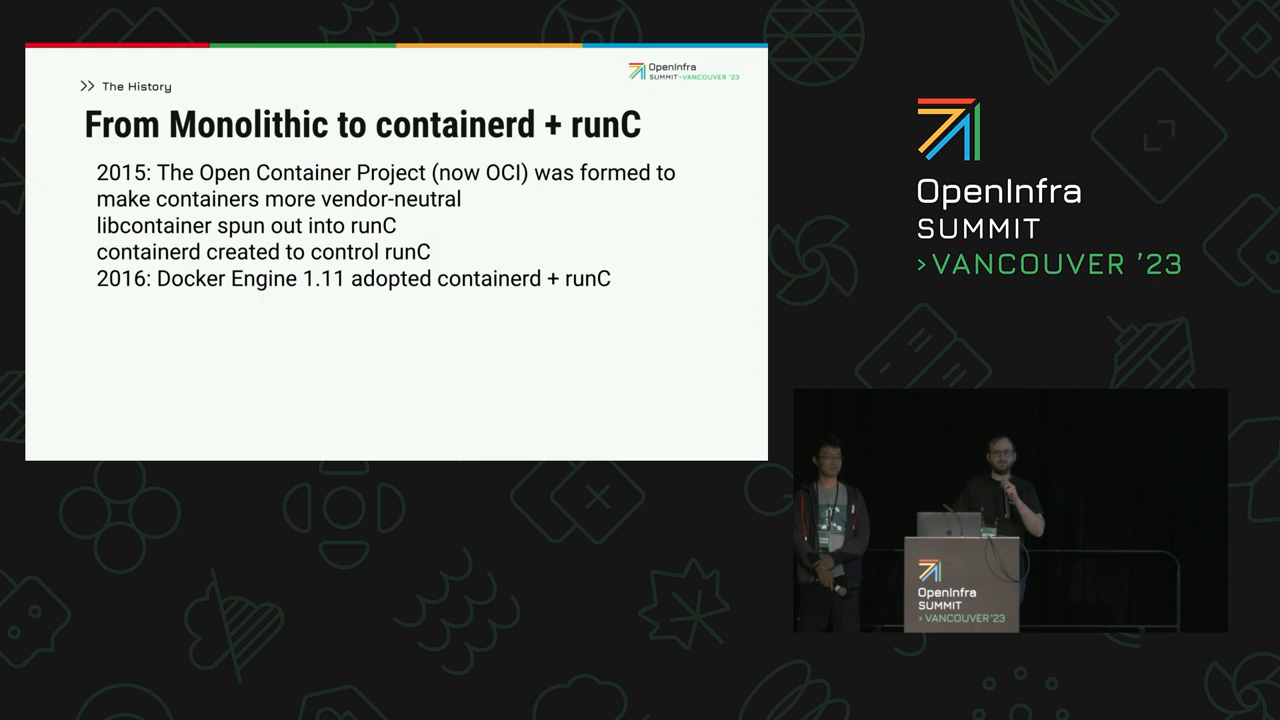 OpenInfra
SUMMIT >VANCOUVER '23
>> The History
From Monolithic to containerd + runC
2015: The Open Container Project (now OCI) was formed to
make containers more vendor-neutral
libcontainer spun out into runC
containerd created to control runC
2016: Docker Engine 1.11 adopted containerd + runC
OpenInfra
SUMMIT
>VANCOUVER '23
OpenInfra
SUMMIT
>VANCOUVER '23